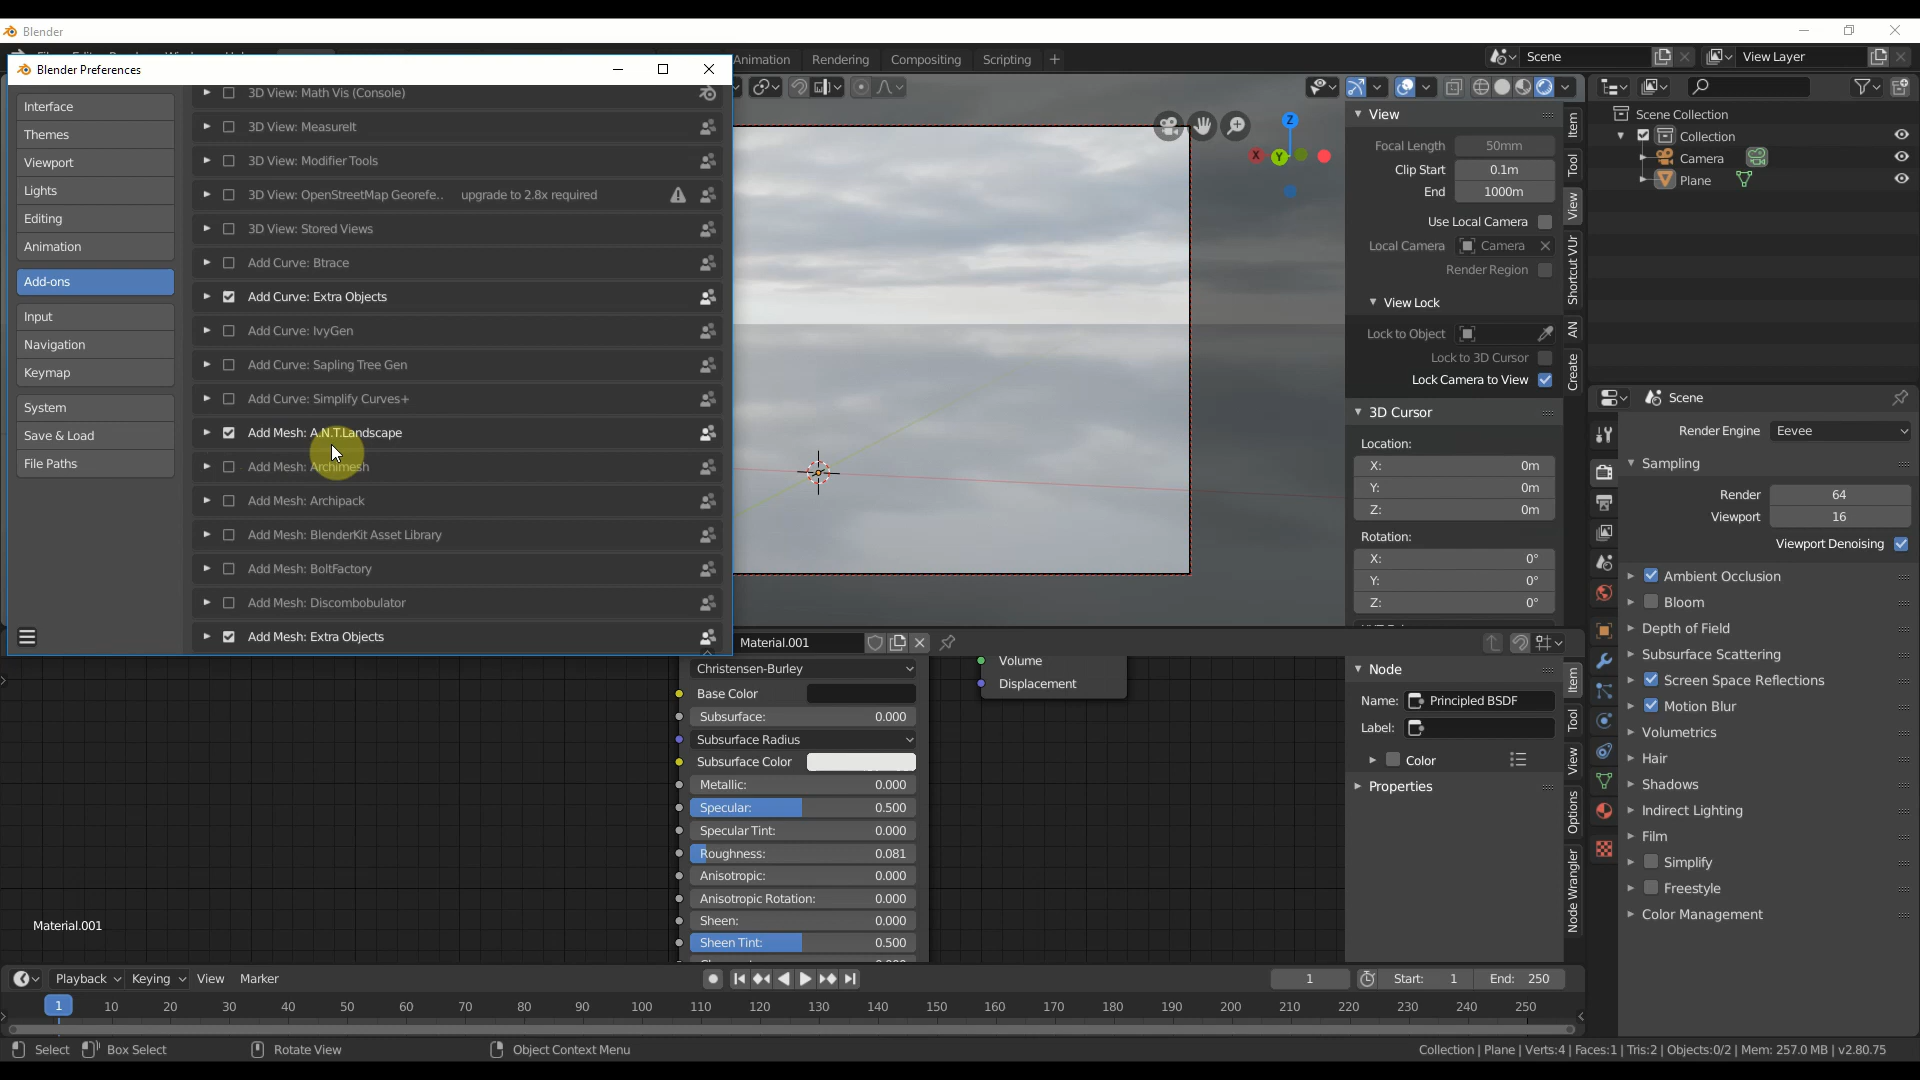 Blender
Animation
Rendering
Compositing
Scripting
+
Scene
View Layer
Blender Preferences
Interface
Themes
Viewport
Lights
Editing
Animation
Add-ons
Input
Navigation
Keymap
System
Save & Load
File Paths
3D View: Math Vis (Console)
3D View: MeasureIt
3D View: Modifier Tools
3D View: OpenStreetMap Georefe.. upgrade to 2.8x required
3D View: Stored Views
Add Curve: Btrace
Add Curve: Extra Objects
Add Curve: IvyGen
Add Curve: Sapling Tree Gen
Add Curve: Simplify Curves+
Add Mesh: A.N.T.Landscape
Add Mesh: Archimesh
Add Mesh: Archipack
Add Mesh: BlenderKit Asset Library
Add Mesh: BoltFactory
Add Mesh: Discombobulator
Add Mesh: Extra Objects
Z
X
Y
View
Focal Length 50mm
Clip Start 0.1m
End 1000m
Use Local Camera
Local Camera Camera
Render Region
View Lock
Lock to Object
Lock to 3D Cursor
Lock Camera to View
3D Cursor
Location:
X: 0m
Y: 0m
Z: 0m
Rotation:
X: 0°
Y: 0°
Z: 0°
Item
Tool
View
Shortcut VUr
AN
Create
Scene Collection
Collection
Camera
Plane
Scene
Render Engine Eevee
Sampling
Render 64
Viewport 16
Viewport Denoising
Ambient Occlusion
Bloom
Depth of Field
Subsurface Scattering
Screen Space Reflections
Motion Blur
Volumetrics
Hair
Shadows
Indirect Lighting
Film
Simplify
Freestyle
Color Management
Material.001
Christensen-Burley
Base Color
Subsurface: 0.000
Subsurface Radius
Subsurface Color
Metallic: 0.000
Specular: 0.500
Specular Tint: 0.000
Roughness: 0.081
Anisotropic: 0.000
Anisotropic Rotation: 0.000
Sheen: 0.000
Sheen Tint: 0.500
Volume
Displacement
Node
Name: Principled BSDF
Label:
Color
Properties
Item
Tool
View
Options
Node Wrangler
Material.001
Playback Keying View Marker
1 Start: 1 End: 250
1 10 20 30 40 50 60 70 80 90 100 110 120 130 140 150 160 170 180 190 200 210 220 230 240 250
Select Box Select Rotate View Object Context Menu
Collection | Plane | Verts:4 | Faces:1 | Tris:2 | Objects:0/2 | Mem: 257.0 MB | v2.80.75